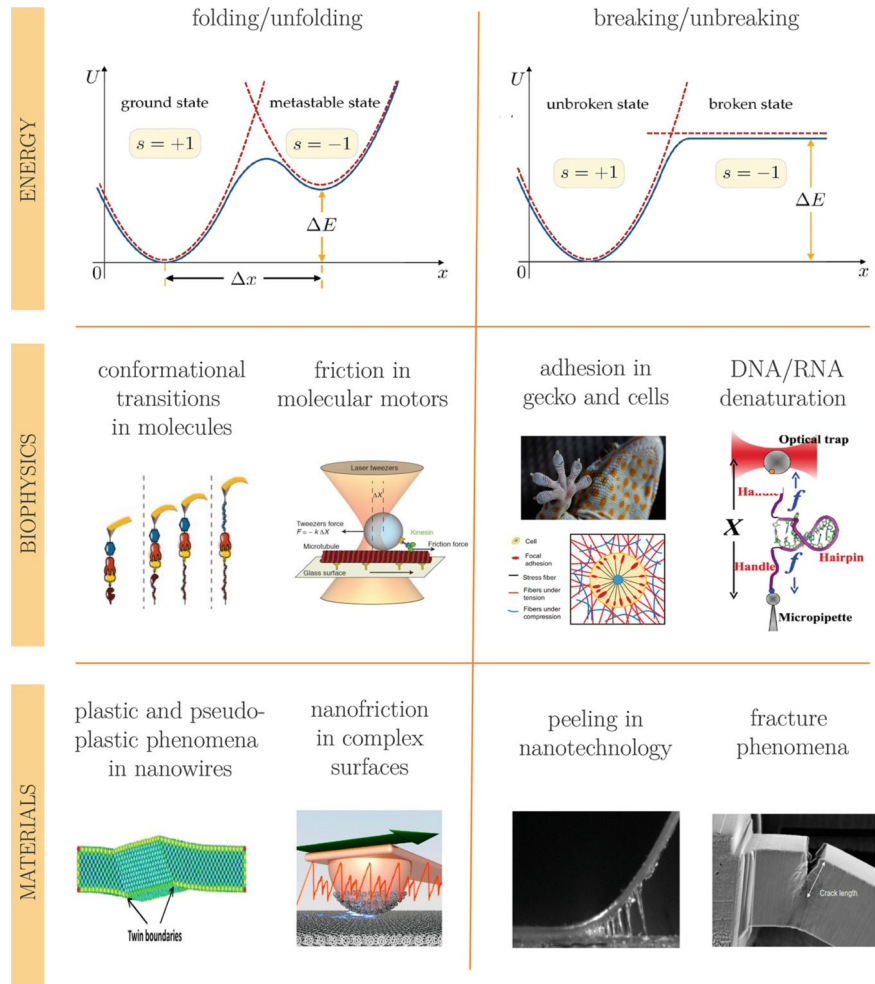 folding/unfolding
breaking/unbreaking
ENERGY
U
ground state
metastable state
s = +1
s = −1
ΔE
0
Δx
x
U
unbroken state
broken state
s = +1
s = −1
ΔE
0
x
BIOPHYSICS
conformational
transitions
in molecules
friction in
molecular motors
Laser tweezers
ΔX
Tweezers force
F = − k ΔX
Kinesin
Microtubule
Friction force
Glass surface
adhesion in
gecko and cells
Cell
Focal
adhesion
Stress fiber
Fibers under
tension
Fibers under
compression
DNA/RNA
denaturation
Optical trap
Handle
f
X
Handle
f
Hairpin
Micropipette
MATERIALS
plastic and pseudo-
plastic phenomena
in nanowires
Twin boundaries
nanofriction
in complex
surfaces
peeling in
nanotechnology
fracture
phenomena
Crack length